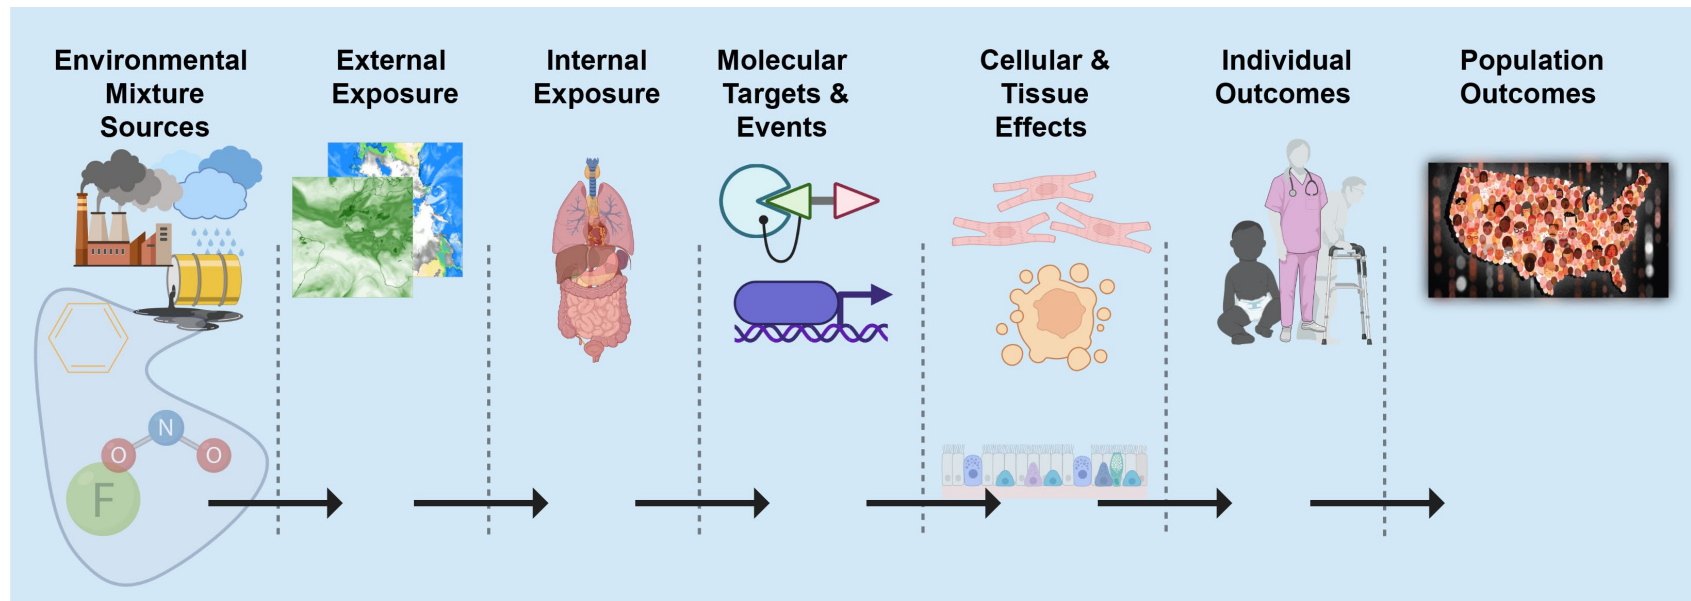 Environmental
Mixture
Sources
External
Exposure
Internal
Exposure
Molecular
Targets &
Events
Cellular &
Tissue
Effects
Individual
Outcomes
Population
Outcomes
N
O
O
F